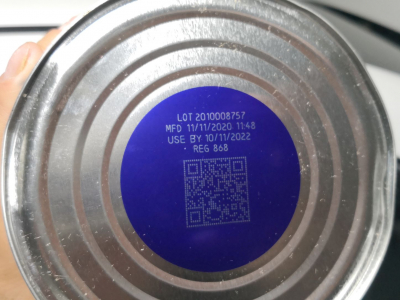 LOT 2010008757
MFD 11/11/2020 11:48
USE BY 10/11/2022
REG 868